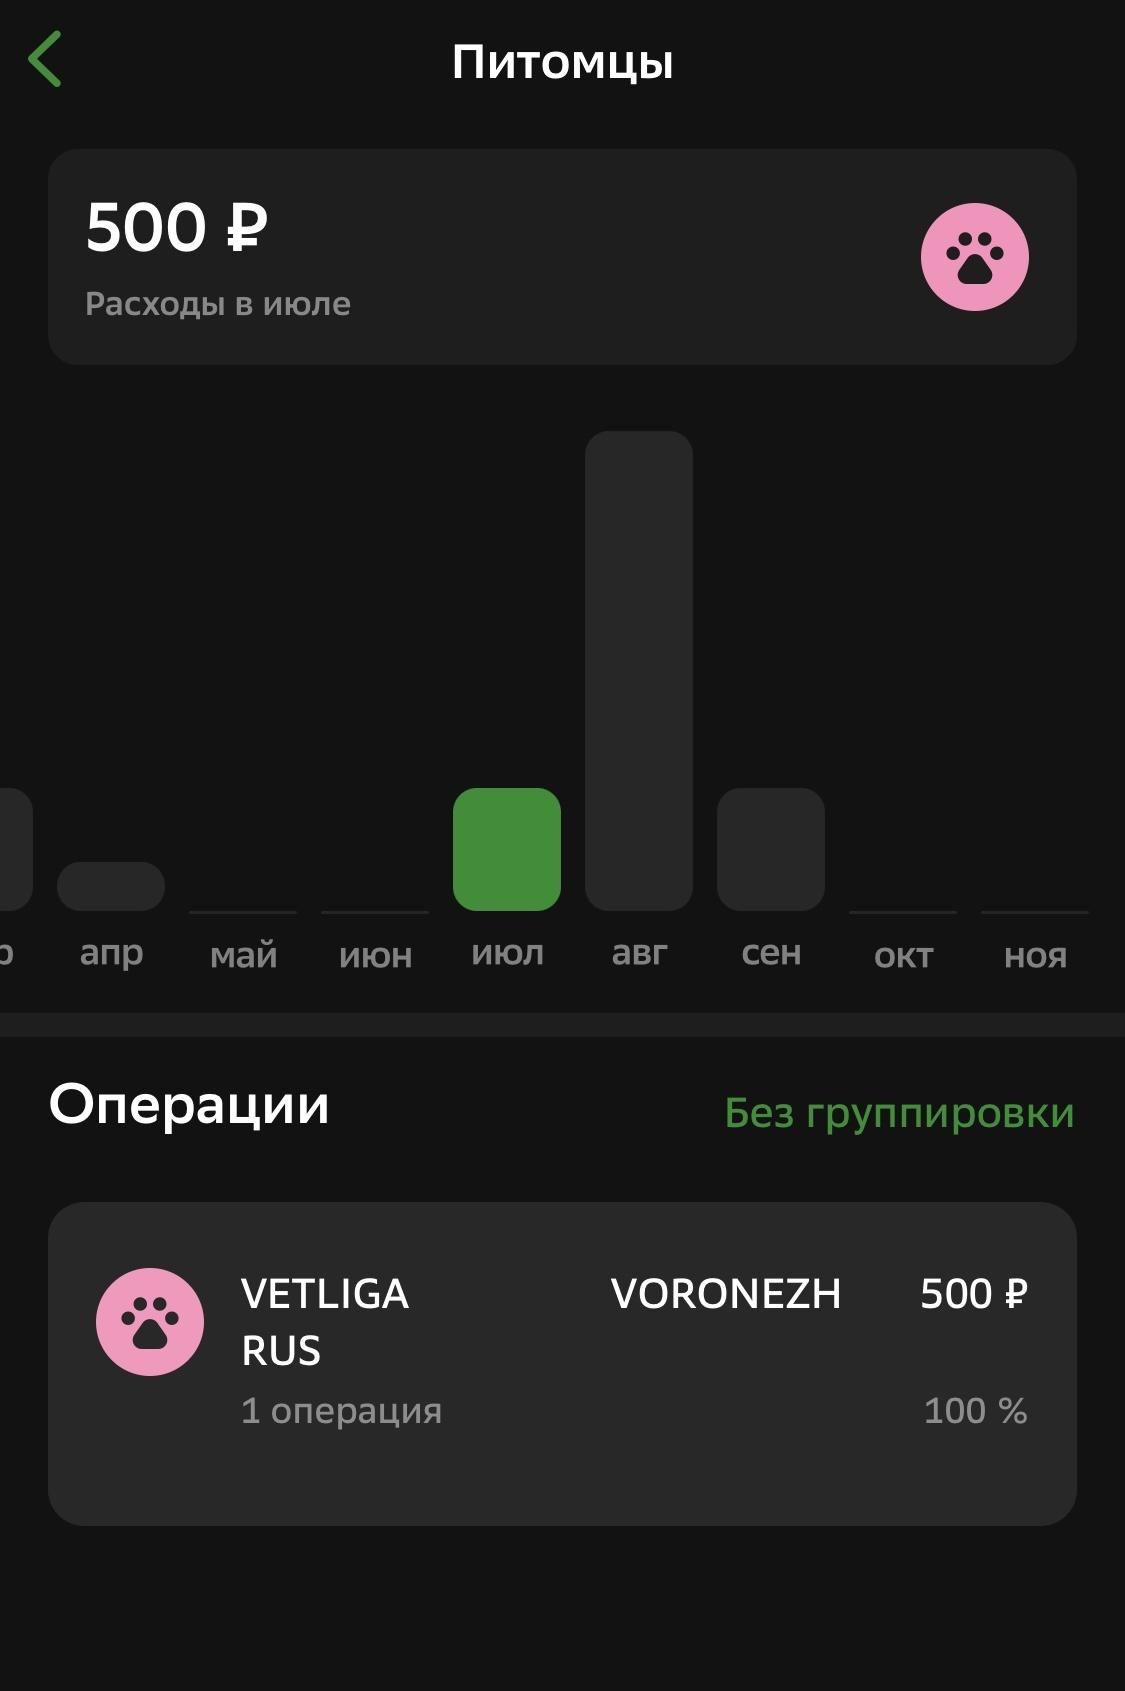 Питомцы
500 ₽
Расходы в июле
р апр май июн июл авг сен окт ноя
Операции Без группировки
VETLIGA VORONEZH 500 ₽
RUS
1 операция 100 %